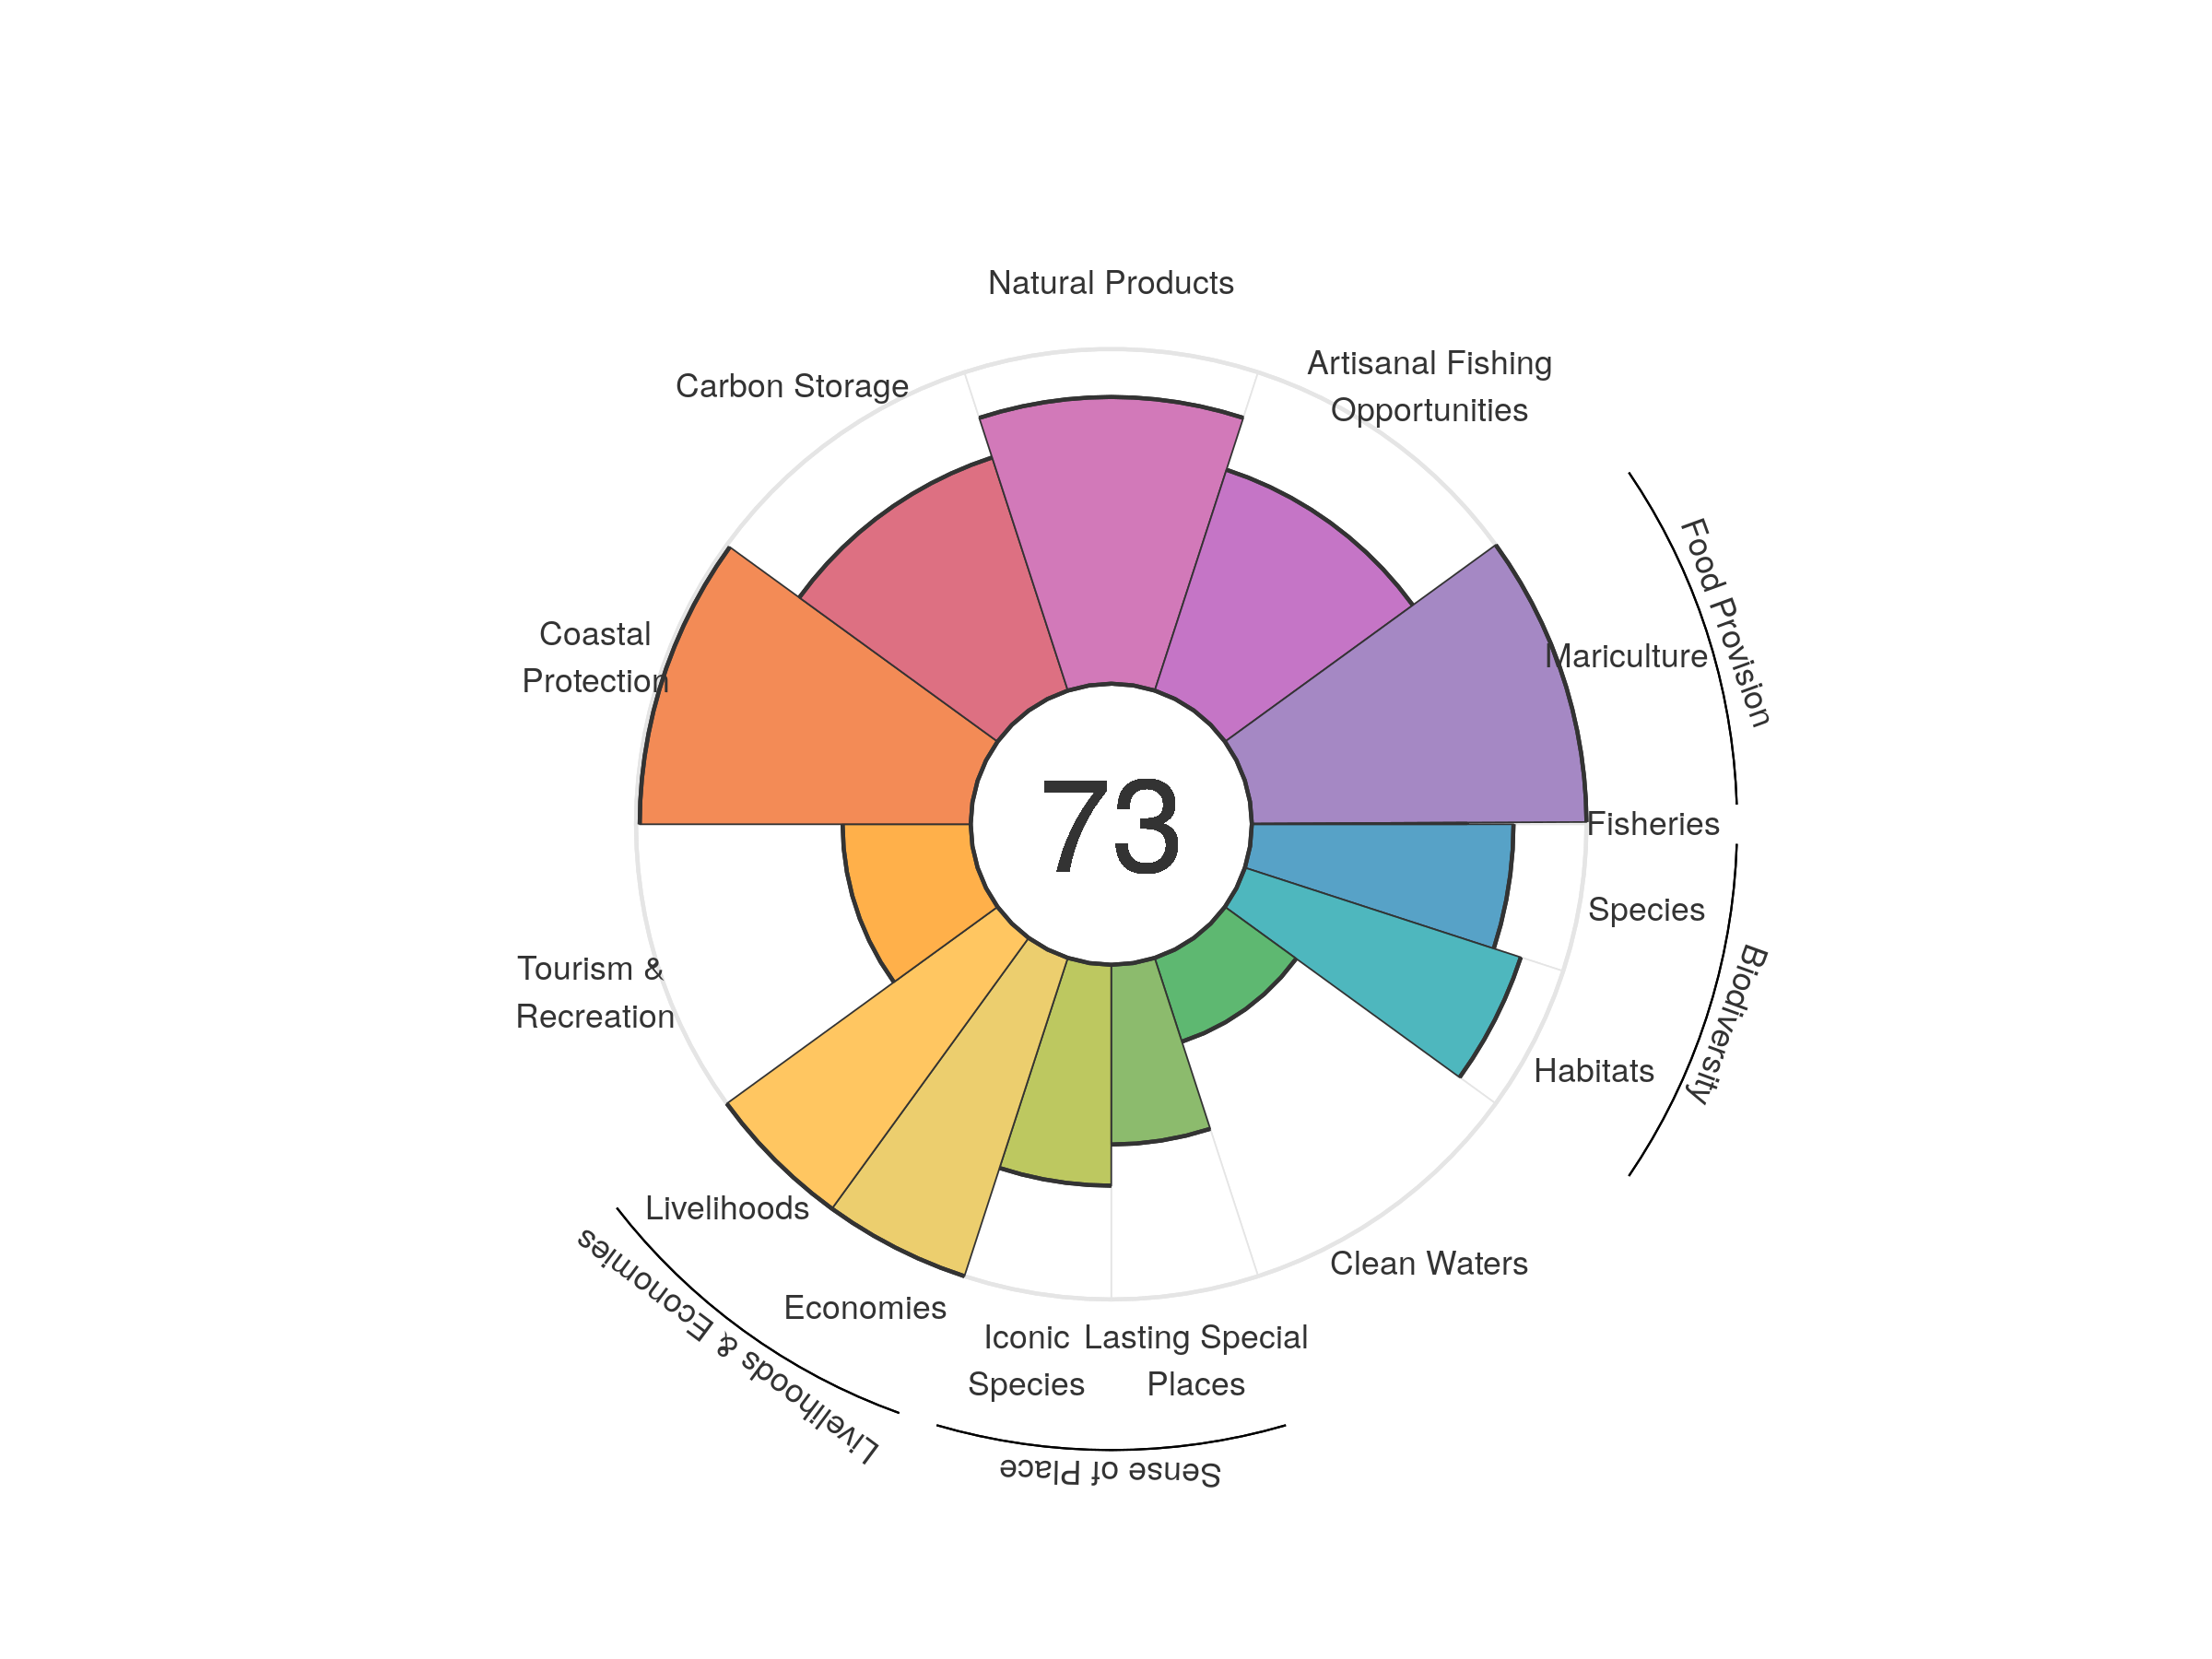 Natural Products
Artisanal Fishing
Opportunities
Carbon Storage
Food Provision
Coastal
Protection
Mariculture
73
Fisheries
Species
Biodiversity
Tourism &
Recreation
Habitats
Livelihoods
Clean Waters
Livelihoods & Economies
Economies
Iconic
Species
Lasting Special
Places
Sense of Place